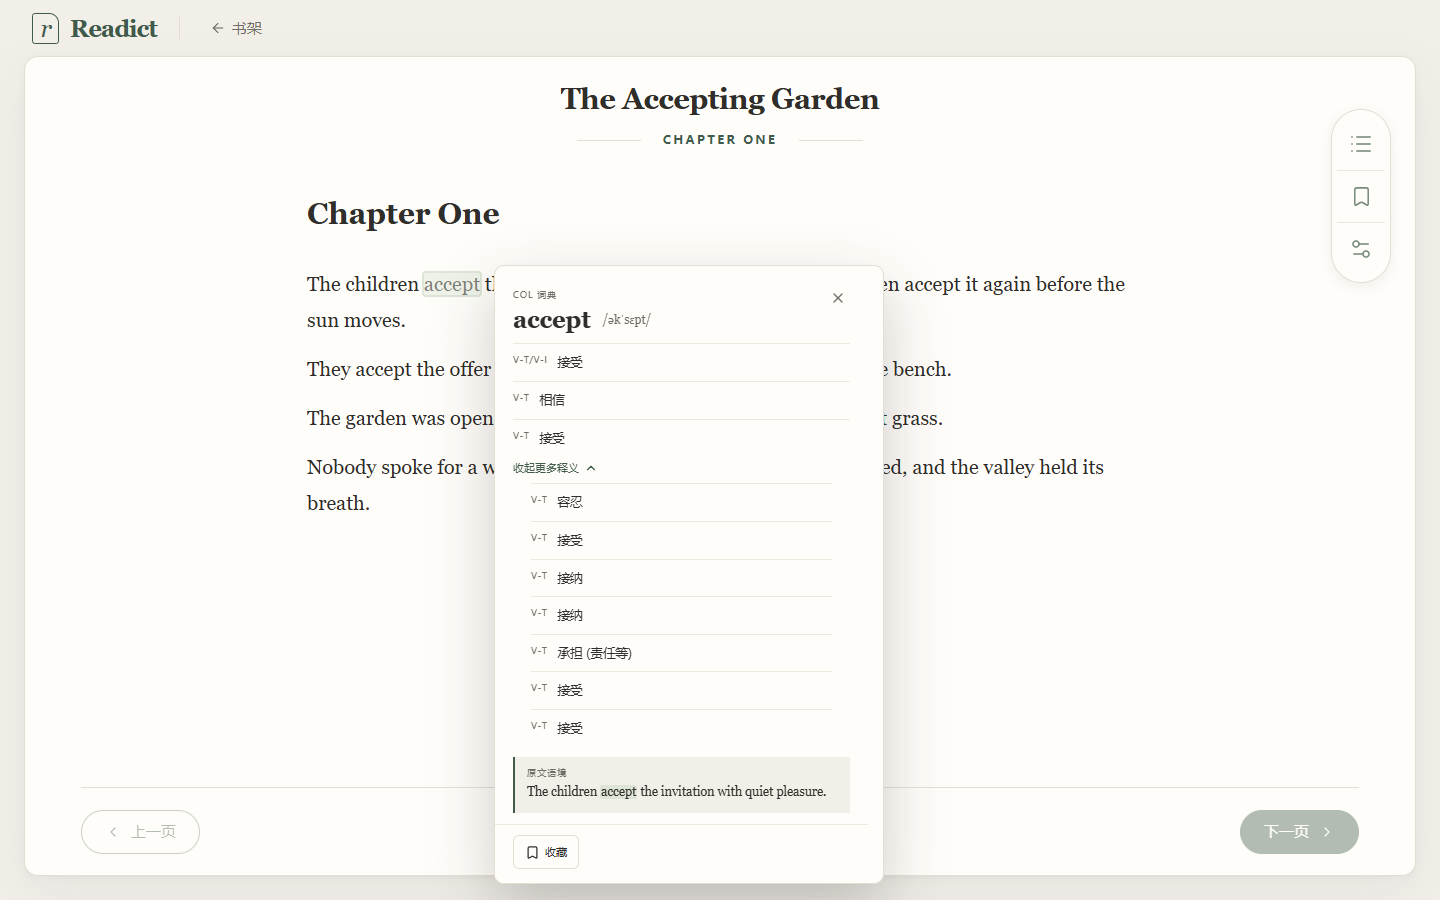 r Readict
← 书架
The Accepting Garden
CHAPTER ONE
Chapter One
The children accept t
en accept it again before the
sun moves.
They accept the offer
e bench.
The garden was open
t grass.
Nobody spoke for a w
ed, and the valley held its
breath.
COL 词典
accept /əkˈsɛpt/
V-T/V-I 接受
V-T 相信
V-T 接受
收起更多释义
V-T 容忍
V-T 接受
V-T 接纳
V-T 接纳
V-T 承担 (责任等)
V-T 接受
V-T 接受
原文语境
The children accept the invitation with quiet pleasure.
收藏
上一页
下一页